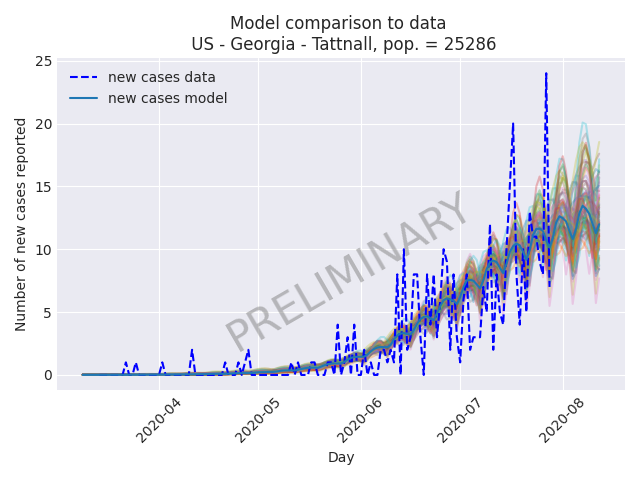 Model comparison to data
US - Georgia - Tattnall, pop. = 25286
25
20
15
10
5
0
Number of new cases reported
new cases data
new cases model
PRELIMINARY
2020-04
2020-05
2020-06
2020-07
2020-08
Day